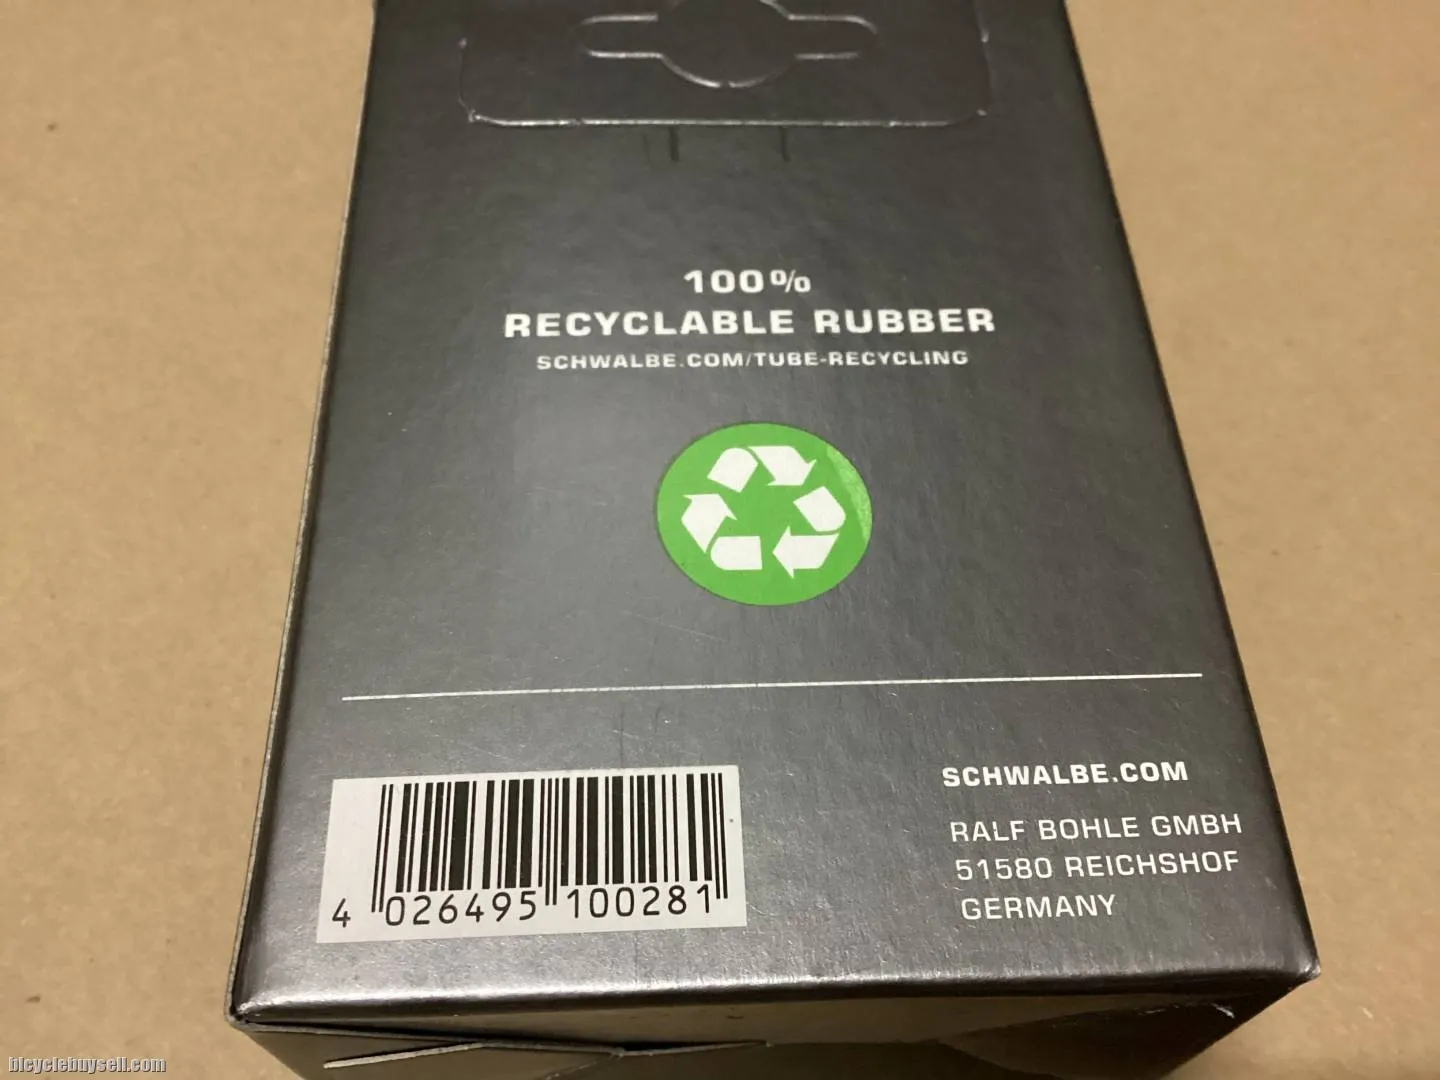 100%
RECYCLABLE RUBBER
SCHWALBE.COM/TUBE-RECYCLING
SCHWALBE.COM
RALF BOHLE GMBH
51580 REICHSHOF
GERMANY
4 026495 100281
bicyclebuysell.com